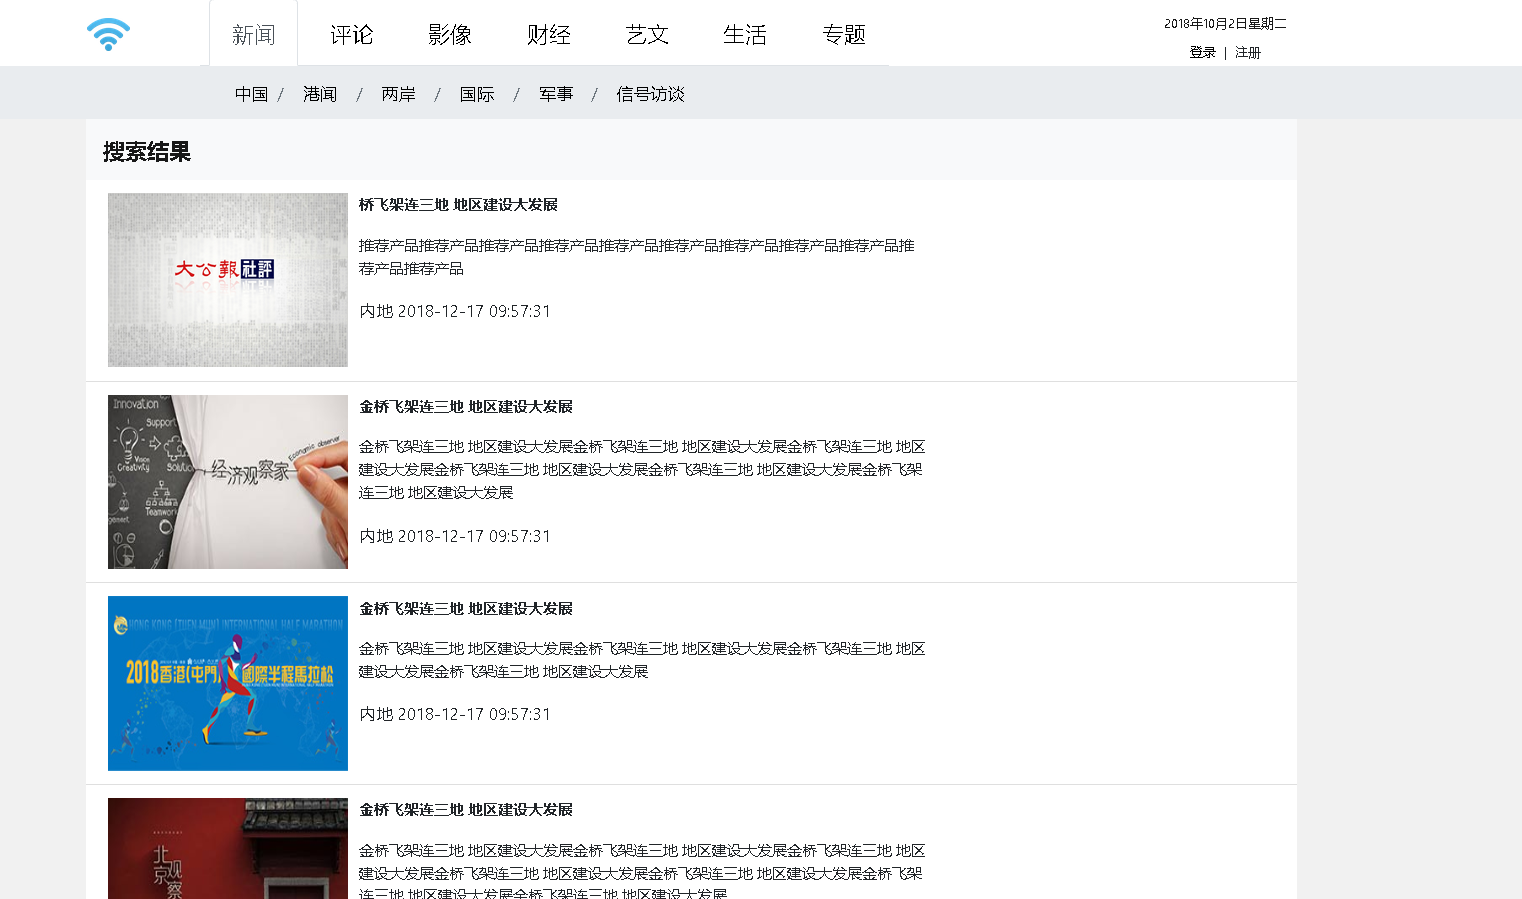 新闻 评论 影像 财经 艺文 生活 专题
2018年10月2日星期二
登录 | 注册
中国 / 港闻 / 两岸 / 国际 / 军事 / 信号访谈
搜索结果
大公報 社評
桥飞架连三地 地区建设大发展
推荐产品推荐产品推荐产品推荐产品推荐产品推荐产品推荐产品推荐产品推荐产品推
荐产品推荐产品
内地 2018-12-17 09:57:31
Innovation
Support
Vision
Creativity
Solutio
Teamwork
gement
经济观察家
Economic observer
金桥飞架连三地 地区建设大发展
金桥飞架连三地 地区建设大发展金桥飞架连三地 地区建设大发展金桥飞架连三地 地区
建设大发展金桥飞架连三地 地区建设大发展金桥飞架连三地 地区建设大发展金桥飞架
连三地 地区建设大发展
内地 2018-12-17 09:57:31
HONG KONG (TUEN MUN) INTERNATIONAL HALF MARATHON
2018香港(屯門)國際半程馬拉松
金桥飞架连三地 地区建设大发展
金桥飞架连三地 地区建设大发展金桥飞架连三地 地区建设大发展金桥飞架连三地 地区
建设大发展金桥飞架连三地 地区建设大发展
内地 2018-12-17 09:57:31
北京
观察
金桥飞架连三地 地区建设大发展
金桥飞架连三地 地区建设大发展金桥飞架连三地 地区建设大发展金桥飞架连三地 地区
建设大发展金桥飞架连三地 地区建设大发展金桥飞架连三地 地区建设大发展金桥飞架
连三地 地区建设大发展金桥飞架连三地 地区建设大发展